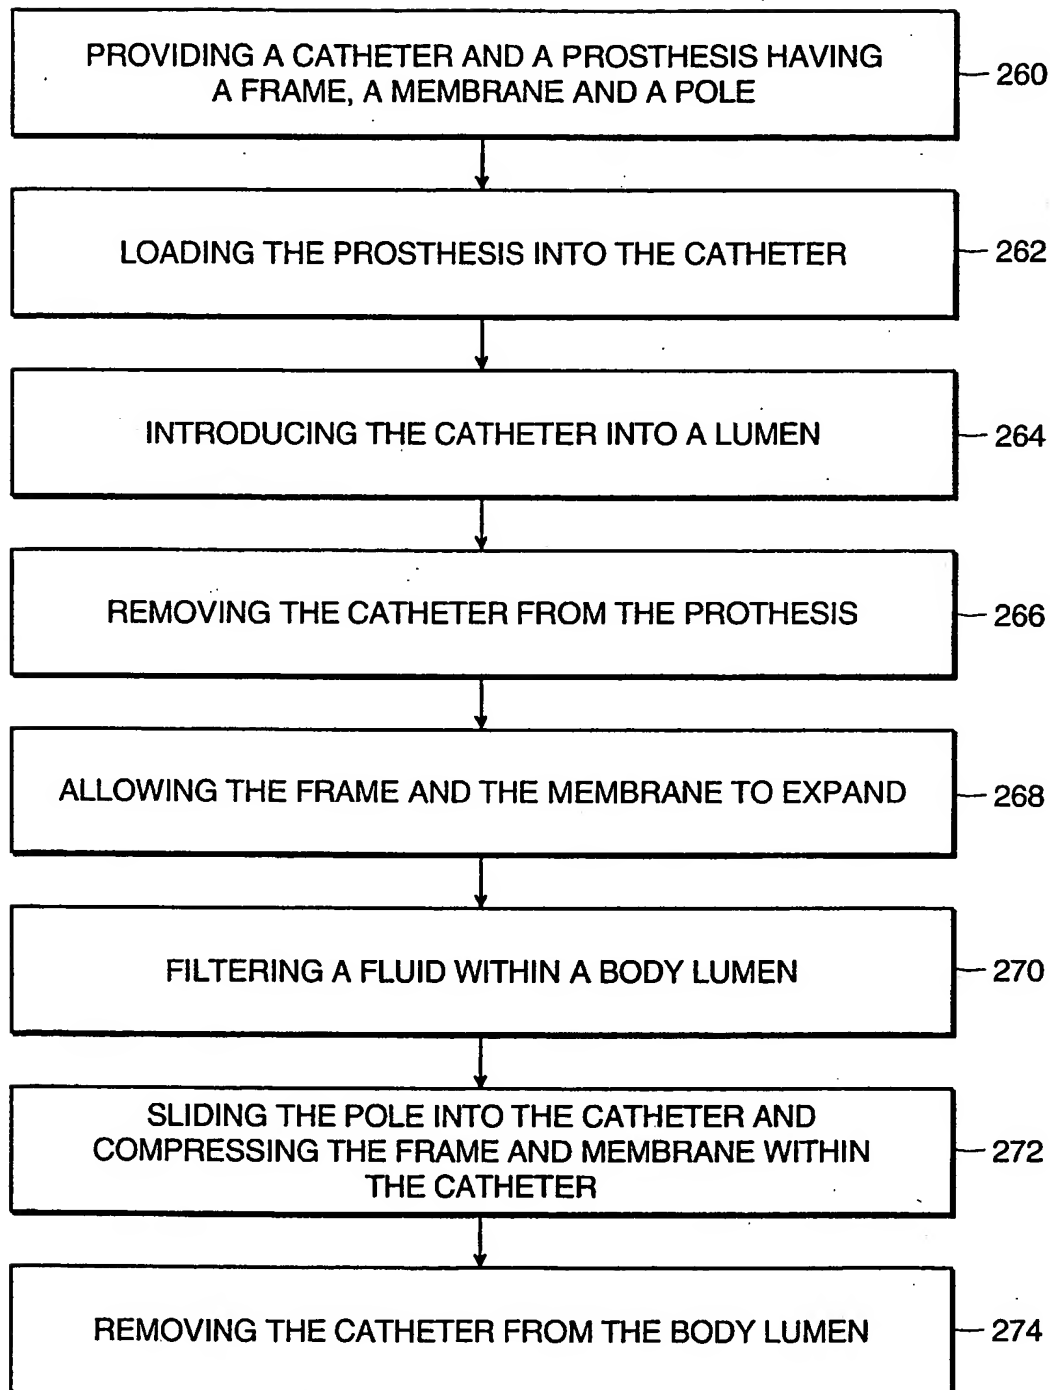 PROVIDING A CATHETER AND A PROSTHESIS HAVING
A FRAME, A MEMBRANE AND A POLE
260
LOADING THE PROSTHESIS INTO THE CATHETER
262
INTRODUCING THE CATHETER INTO A LUMEN
264
REMOVING THE CATHETER FROM THE PROTHESIS
266
ALLOWING THE FRAME AND THE MEMBRANE TO EXPAND
268
FILTERING A FLUID WITHIN A BODY LUMEN
270
SLIDING THE POLE INTO THE CATHETER AND
COMPRESSING THE FRAME AND MEMBRANE WITHIN
THE CATHETER
272
REMOVING THE CATHETER FROM THE BODY LUMEN
274